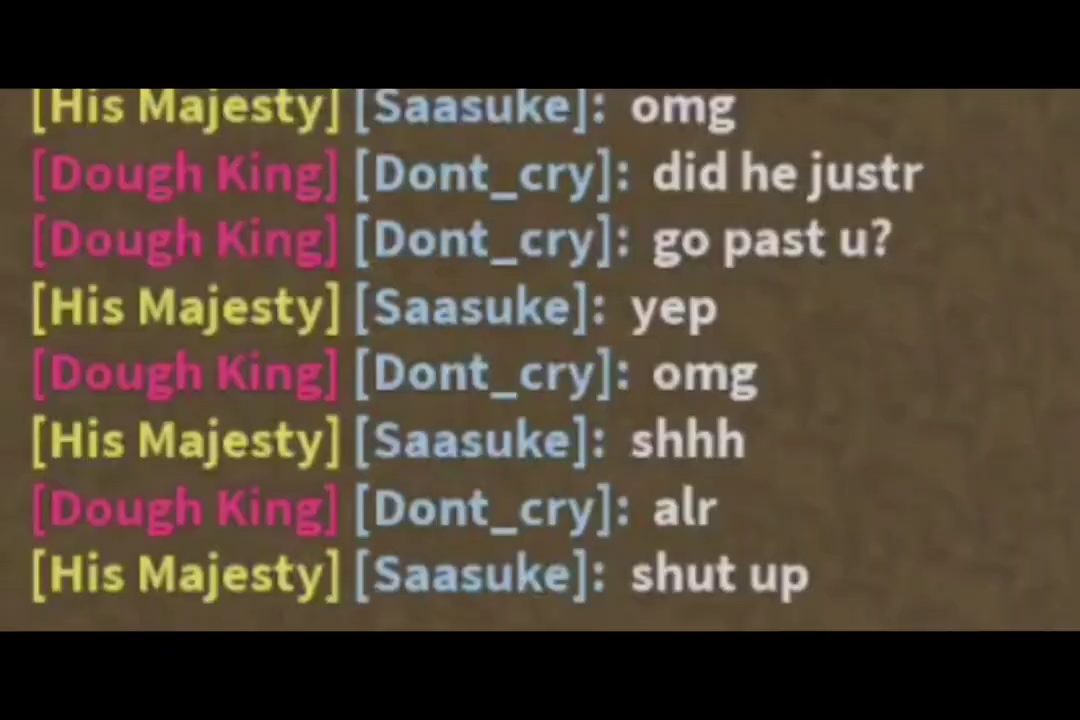 [His Majesty] [Saasuke]: omg
[Dough King] [Dont_cry]: did he justr
[Dough King] [Dont_cry]: go past u?
[His Majesty] [Saasuke]: yep
[Dough King] [Dont_cry]: omg
[His Majesty] [Saasuke]: shhh
[Dough King] [Dont_cry]: alr
[His Majesty] [Saasuke]: shut up